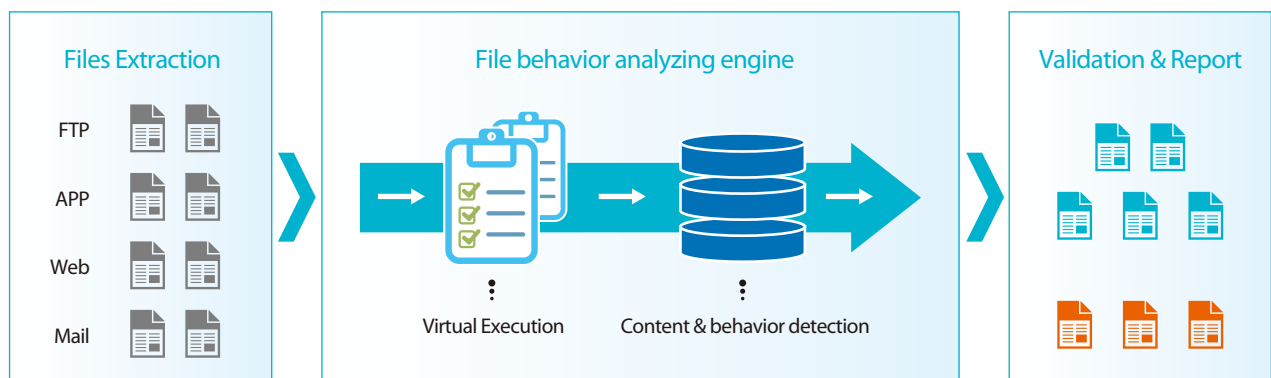 Files Extraction
FTP
APP
Web
Mail
File behavior analyzing engine
Virtual Execution
Content & behavior detection
Validation & Report